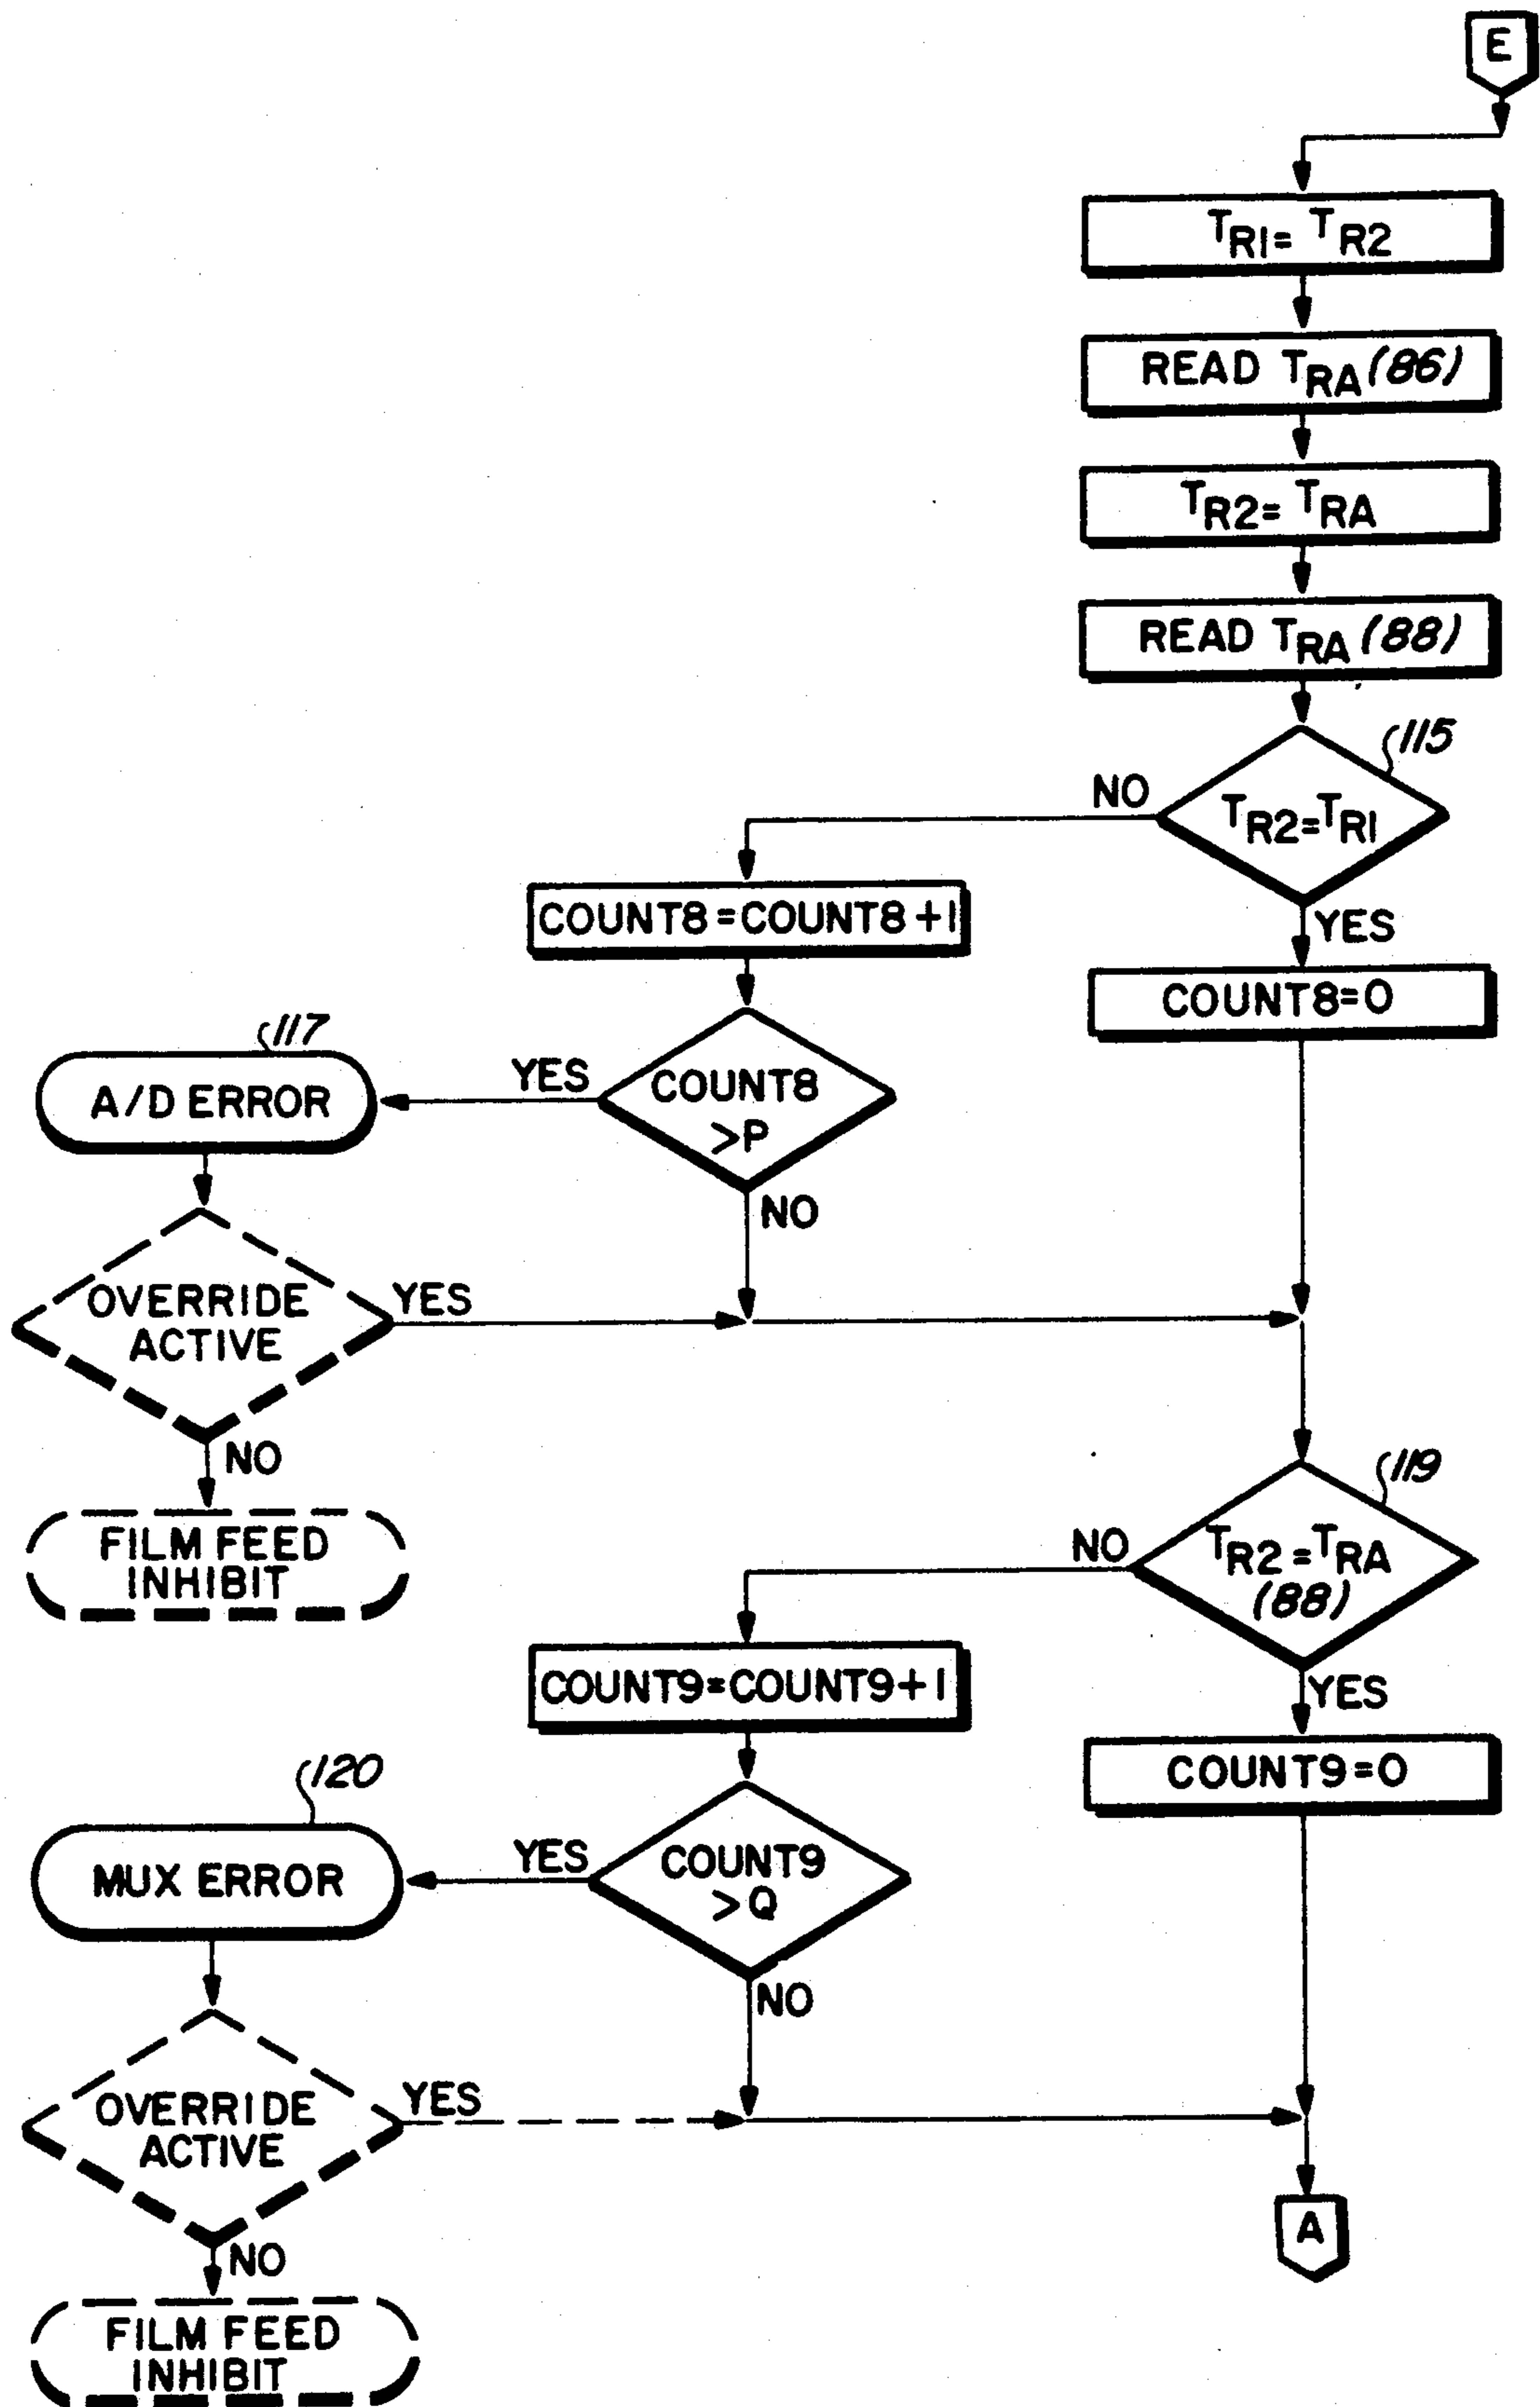 E
TR1= TR2
READ TRA (86)
TR2= TRA
READ TRA (88)
115
TR2=TR1
NO
YES
COUNT8=COUNT8+1
COUNT8=0
117
A/D ERROR
YES
COUNT8
>P
NO
OVERRIDE
ACTIVE
YES
NO
FILM FEED
INHIBIT
119
TR2=TRA
(88)
NO
YES
COUNT9=COUNT9+1
COUNT9=0
120
MUX ERROR
YES
COUNT9
>Q
NO
OVERRIDE
ACTIVE
YES
NO
FILM FEED
INHIBIT
A